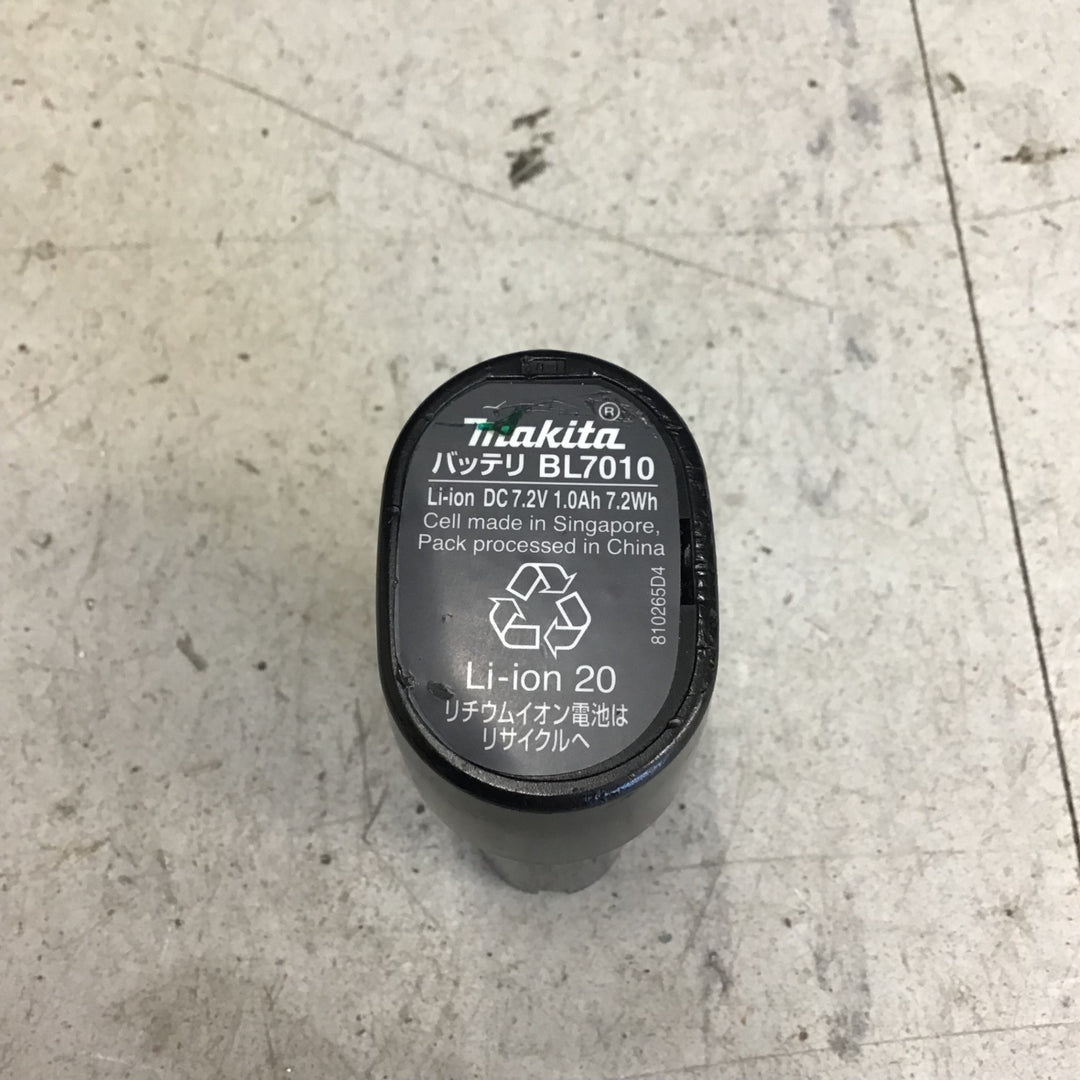 makita®
バッテリ BL7010
Li-ion DC 7.2V 1.0Ah 7.2Wh
Cell made in Singapore,
Pack processed in China
810265D4
Li-ion 20
リチウムイオン電池は
リサイクルへ